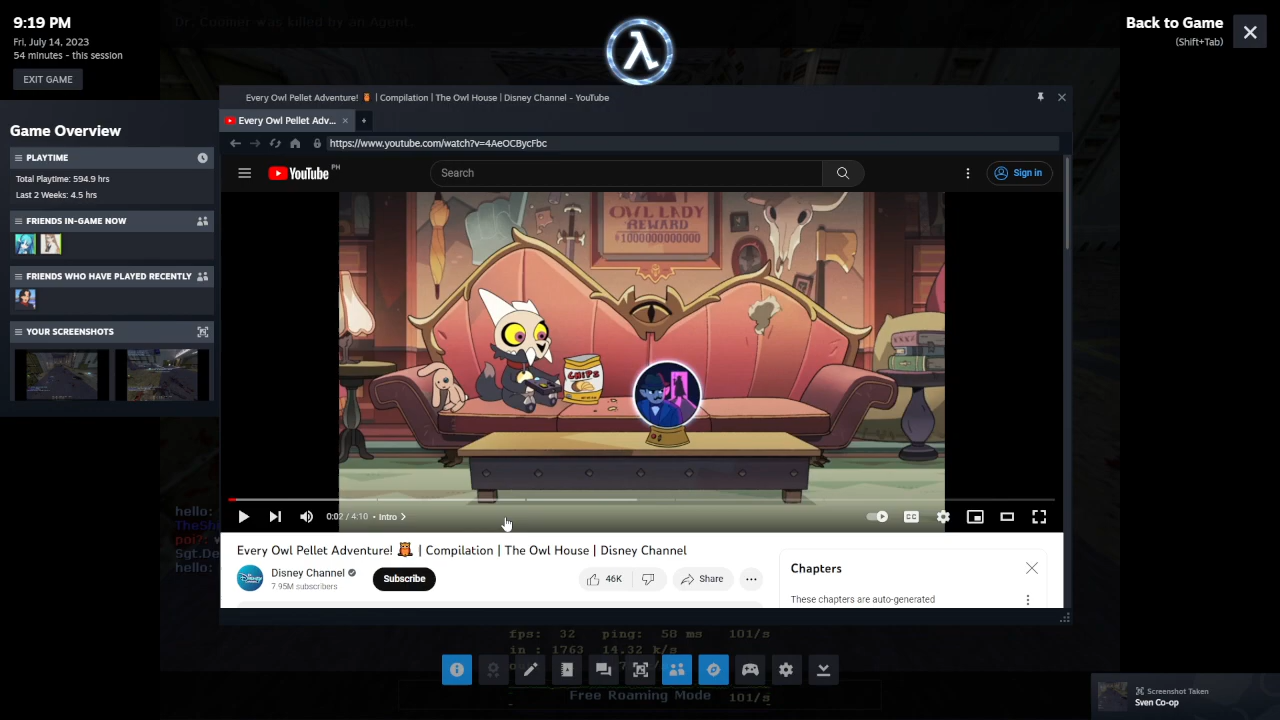 9:19 PM
Fri, July 14, 2023
54 minutes - this session
EXIT GAME
Dr. Coomer was killed by an Agent.
Back to Game
(Shift+Tab)
Game Overview
PLAYTIME
Total Playtime: 594.9 hrs
Last 2 Weeks: 4.5 hrs
FRIENDS IN-GAME NOW
FRIENDS WHO HAVE PLAYED RECENTLY
YOUR SCREENSHOTS
Every Owl Pellet Adventure! 🦉 | Compilation | The Owl House | Disney Channel - YouTube
Every Owl Pellet Adv...
https://www.youtube.com/watch?v=4AeOCBycFbc
YouTube PH
Search
Sign in
OWL LADY
REWARD
$1000000000000
CHIPS
0:02 / 4:10 • Intro
CC
Every Owl Pellet Adventure! 🦉 | Compilation | The Owl House | Disney Channel
Disney Channel
7.95M subscribers
Subscribe
46K
Share
Chapters
These chapters are auto-generated
hello:
TheSh
poi?:
Sgt.De
hello:
fps: 32 ping: 58 ms 101/s
in : 1763 14.32 k/s
Free Roaming Mode 101/s
Screenshot Taken
Sven Co-op